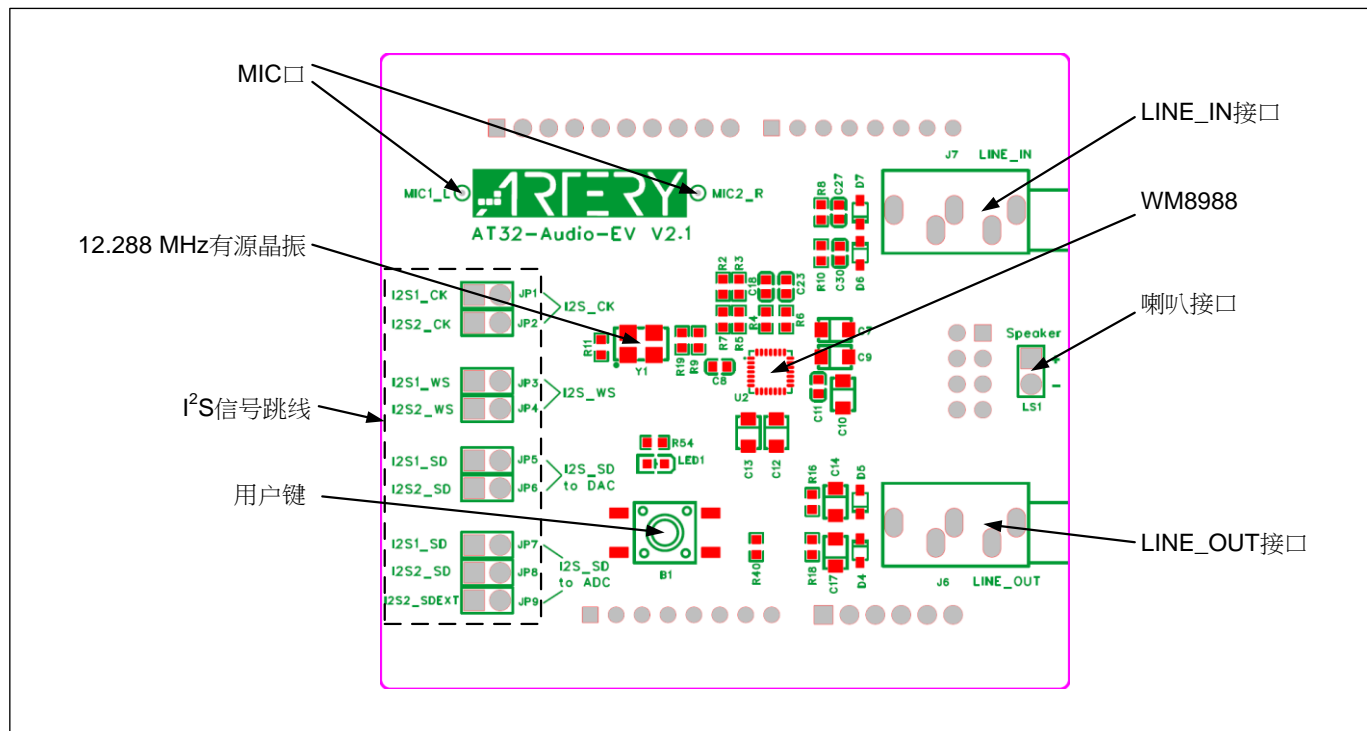 MIC口
LINE_IN接口
J7 LINE_IN
MIC1_L
ARTERY
MIC2_R
R8
C27
D7
WM8988
AT32-Audio-EV V2.1
12.288 MHz有源晶振
R10
C30
D6
R2
R3
C18
C23
I2S1_CK
JP1
I2S_CK
I2S2_CK
JP2
喇叭接口
R7
R5
R4
R6
C7
Speaker
R11
R19
R9
C9
+
Y1
C8
I2S1_WS
JP3
I2S_WS
U2
C11
-
I2S2_WS
JP4
C10
LS1
I²S信号跳线
R54
I2S1_SD
JP5
I2S_SD
LED1
C13
C12
R16
C14
D5
I2S2_SD
JP6
to DAC
用户键
I2S1_SD
JP7
I2S_SD
LINE_OUT接口
I2S2_SD
JP8
to ADC
B1
R40
R18
C17
D4
J6 LINE_OUT
I2S2_SDEXT
JP9